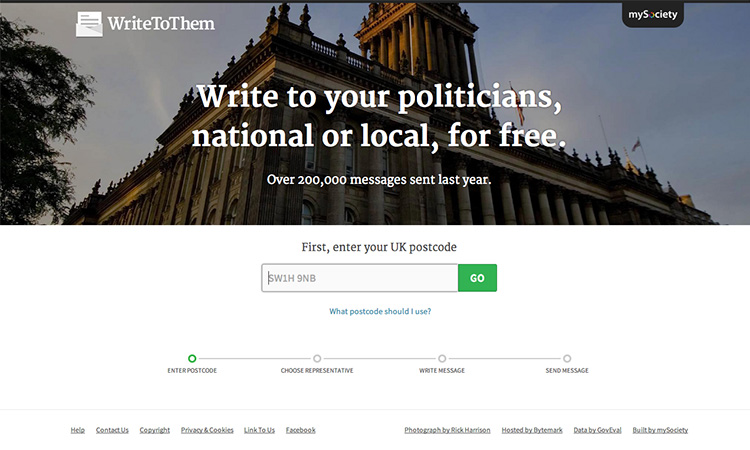 WriteToThem
mySociety
Write to your politicians,
national or local, for free.
Over 200,000 messages sent last year.
First, enter your UK postcode
SW1H 9NB
GO
What postcode should I use?
ENTER POSTCODE
CHOOSE REPRESENTATIVE
WRITE MESSAGE
SEND MESSAGE
Help Contact Us Copyright Privacy & Cookies Link To Us Facebook
Photograph by Rick Harrison Hosted by Bytemark Data by GovEval Built by mySociety